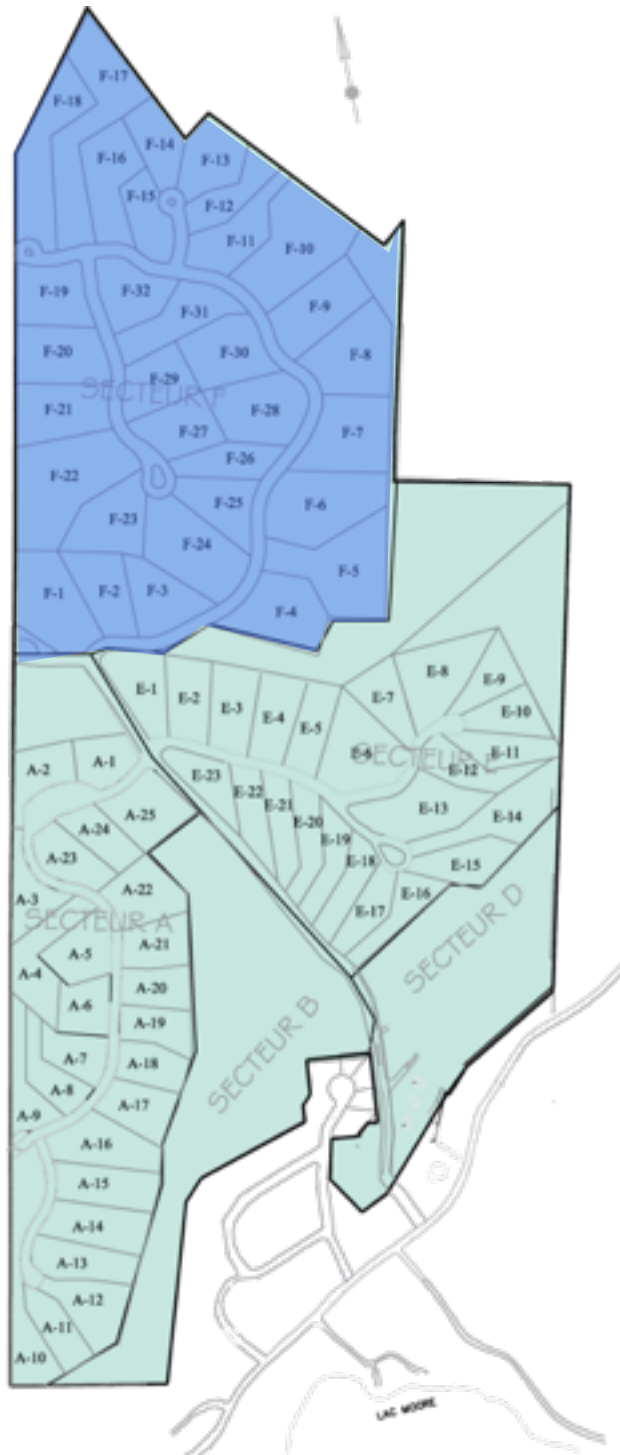 F-17
F-18
F-14
F-13
F-16
F-15
F-12
F-11
F-10
F-19
F-32
F-31
F-9
F-20
F-30
F-8
F-29
SECTEUR F
F-21
F-28
F-27
F-7
F-26
F-22
F-25
F-6
F-23
F-24
F-5
F-1
F-2
F-3
F-4
E-1
E-2
E-3
E-4
E-5
E-6
E-7
E-8
E-9
E-10
E-11
E-12
SECTEUR E
E-13
E-14
E-15
E-16
E-17
E-18
E-19
E-20
E-21
E-22
E-23
A-1
A-2
A-25
A-24
A-23
A-22
A-3
SECTEUR A
A-21
A-5
A-4
A-20
A-6
A-19
A-7
A-18
A-8
A-17
A-9
A-16
A-15
A-14
A-13
A-12
A-11
A-10
SECTEUR B
SECTEUR D
LAC MOORE